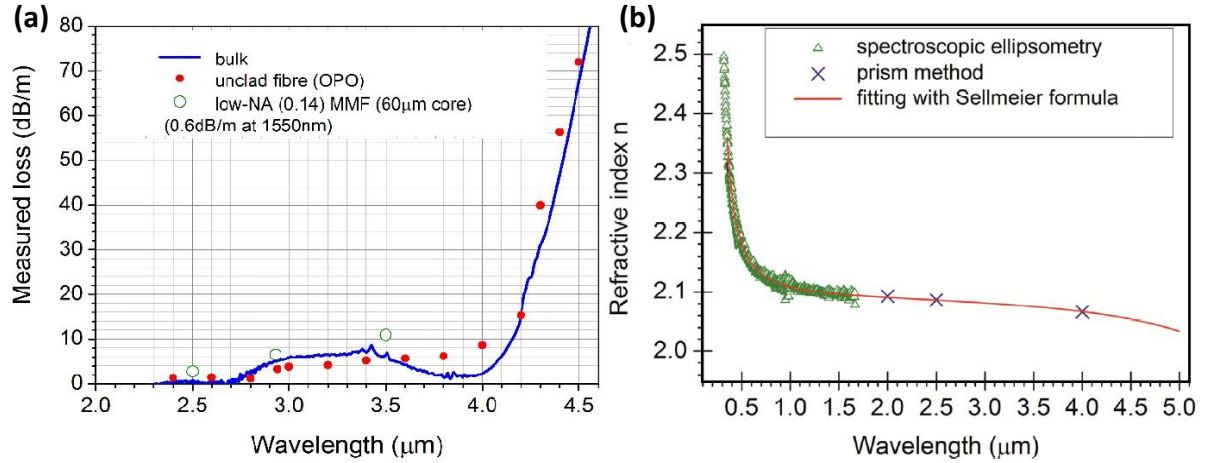 (a)
80
70
60
50
40
30
20
10
0
Measured loss (dB/m)
bulk
unclad fibre (OPO)
low-NA (0.14) MMF (60μm core)
(0.6dB/m at 1550nm)
2.0 2.5 3.0 3.5 4.0 4.5
Wavelength (μm)
(b)
2.5
2.4
2.3
2.2
2.1
2.0
Refractive index n
spectroscopic ellipsometry
prism method
fitting with Sellmeier formula
0.5 1.0 1.5 2.0 2.5 3.0 3.5 4.0 4.5 5.0
Wavelength (μm)